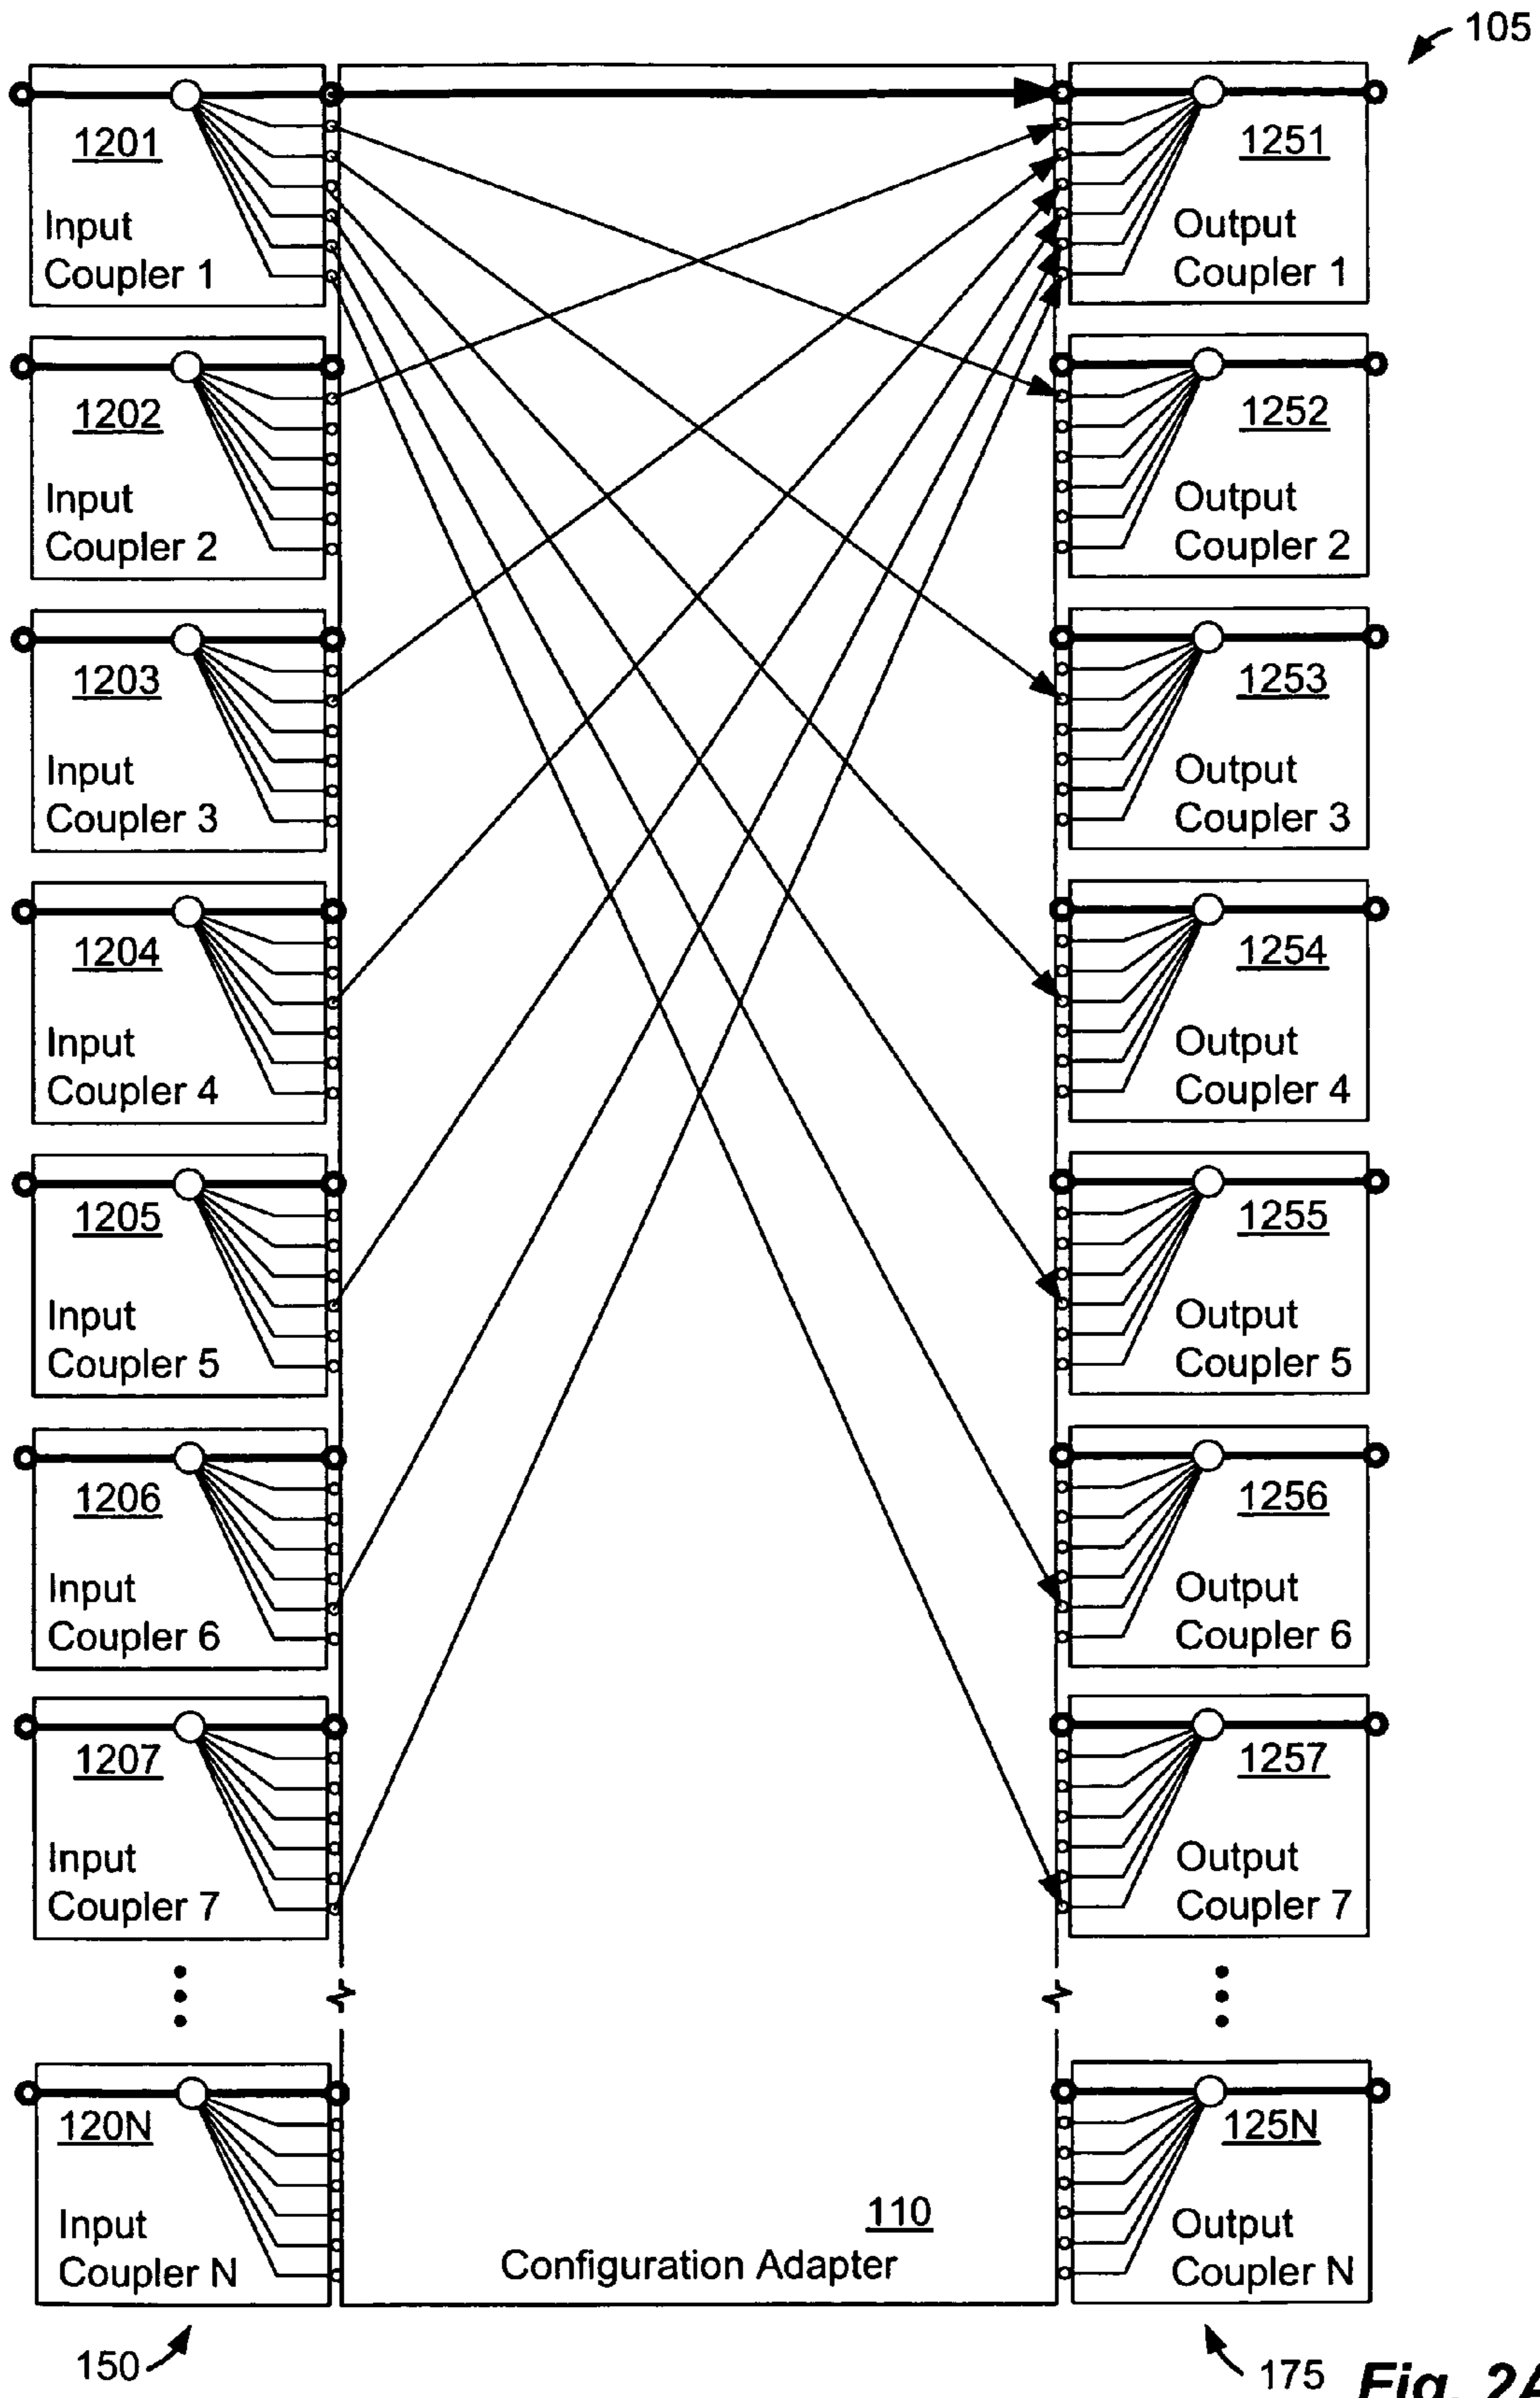 105
1201
Input
Coupler 1
1251
Output
Coupler 1
1202
Input
Coupler 2
1252
Output
Coupler 2
1203
Input
Coupler 3
1253
Output
Coupler 3
1204
Input
Coupler 4
1254
Output
Coupler 4
1205
Input
Coupler 5
1255
Output
Coupler 5
1206
Input
Coupler 6
1256
Output
Coupler 6
1207
Input
Coupler 7
1257
Output
Coupler 7
120N
Input
Coupler N
110
Configuration Adapter
125N
Output
Coupler N
150
175
Fig. 2A